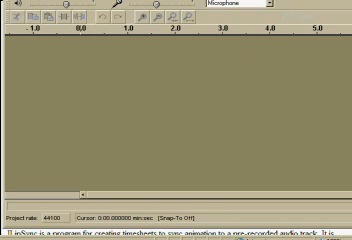 Microphone
- 1.0 0.0 1.0 2.0 3.0 4.0 5.0
Project rate: 44100 Cursor: 0:00.000000 min:sec [Snap-To Off]
inSync is a program for creating timesheets to sync animation to a pre-recorded audio track. It is